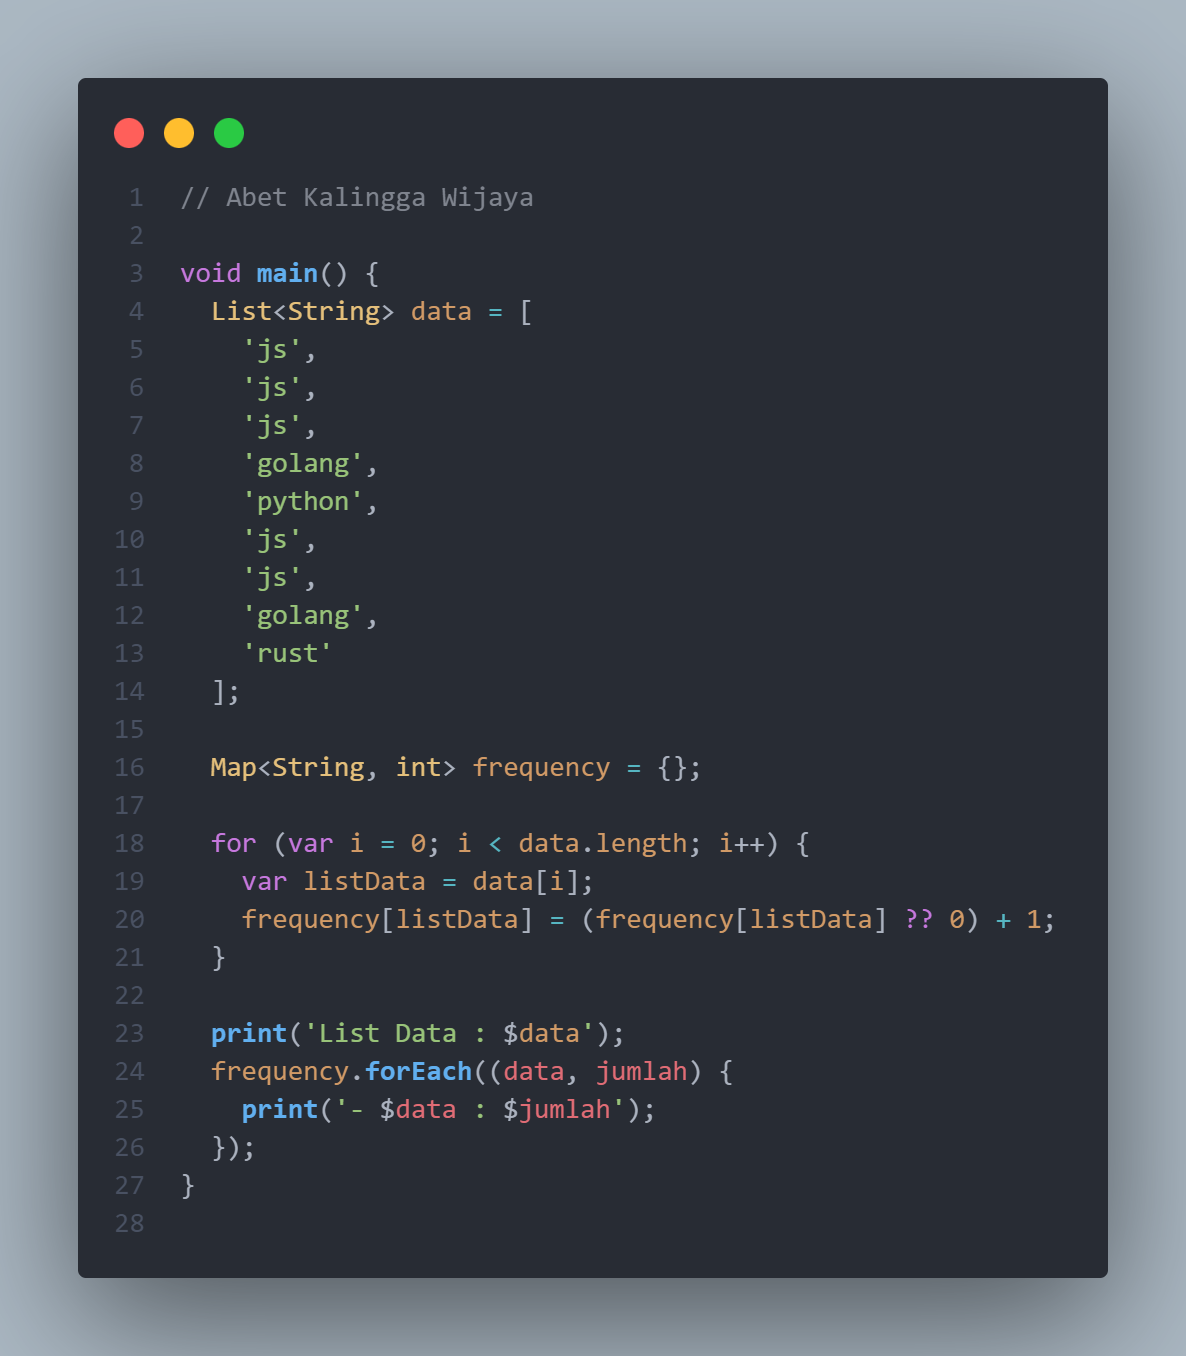 1 // Abet Kalingga Wijaya
2
3 void main() {
4   List<String> data = [
5     'js',
6     'js',
7     'js',
8     'golang',
9     'python',
10     'js',
11     'js',
12     'golang',
13     'rust'
14   ];
15
16   Map<String, int> frequency = {};
17
18   for (var i = 0; i < data.length; i++) {
19     var listData = data[i];
20     frequency[listData] = (frequency[listData] ?? 0) + 1;
21   }
22
23   print('List Data : $data');
24   frequency.forEach((data, jumlah) {
25     print('- $data : $jumlah');
26   });
27 }
28